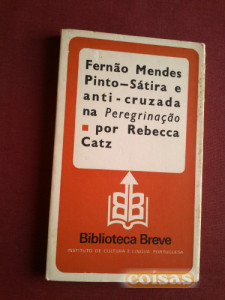 Fernão Mendes
Pinto—Sátira e
anti-cruzada
na Peregrinação
por Rebecca
Catz
BB
Biblioteca Breve
INSTITUTO DE CULTURA E LÍNGUA PORTUGUESA
coisas